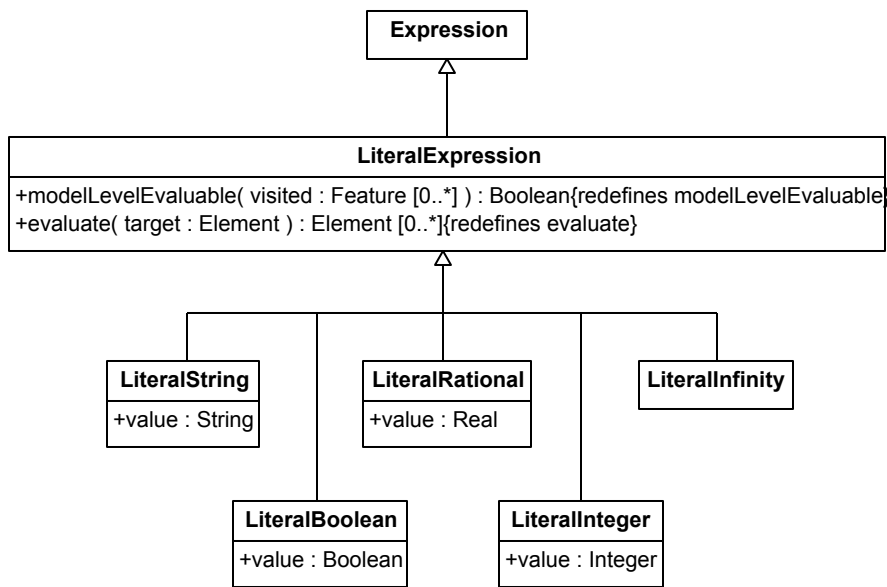 Expression
LiteralExpression
+modelLevelEvaluable( visited : Feature [0..*] ) : Boolean{redefines modelLevelEvaluable}
+evaluate( target : Element ) : Element [0..*]{redefines evaluate}
LiteralString
+value : String
LiteralRational
+value : Real
LiteralInfinity
LiteralBoolean
+value : Boolean
LiteralInteger
+value : Integer